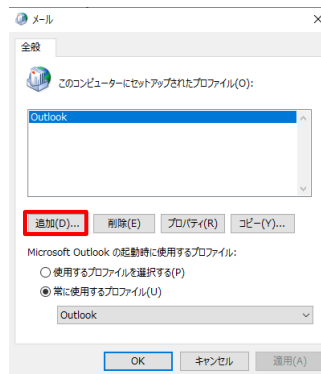 メール
全般
このコンピューターにセットアップされたプロファイル(O):
Outlook
追加(D)... 削除(E) プロパティ(R) コピー(Y)...
Microsoft Outlook の起動時に使用するプロファイル:
使用するプロファイルを選択する(P)
常に使用するプロファイル(U)
Outlook
OK キャンセル 適用(A)